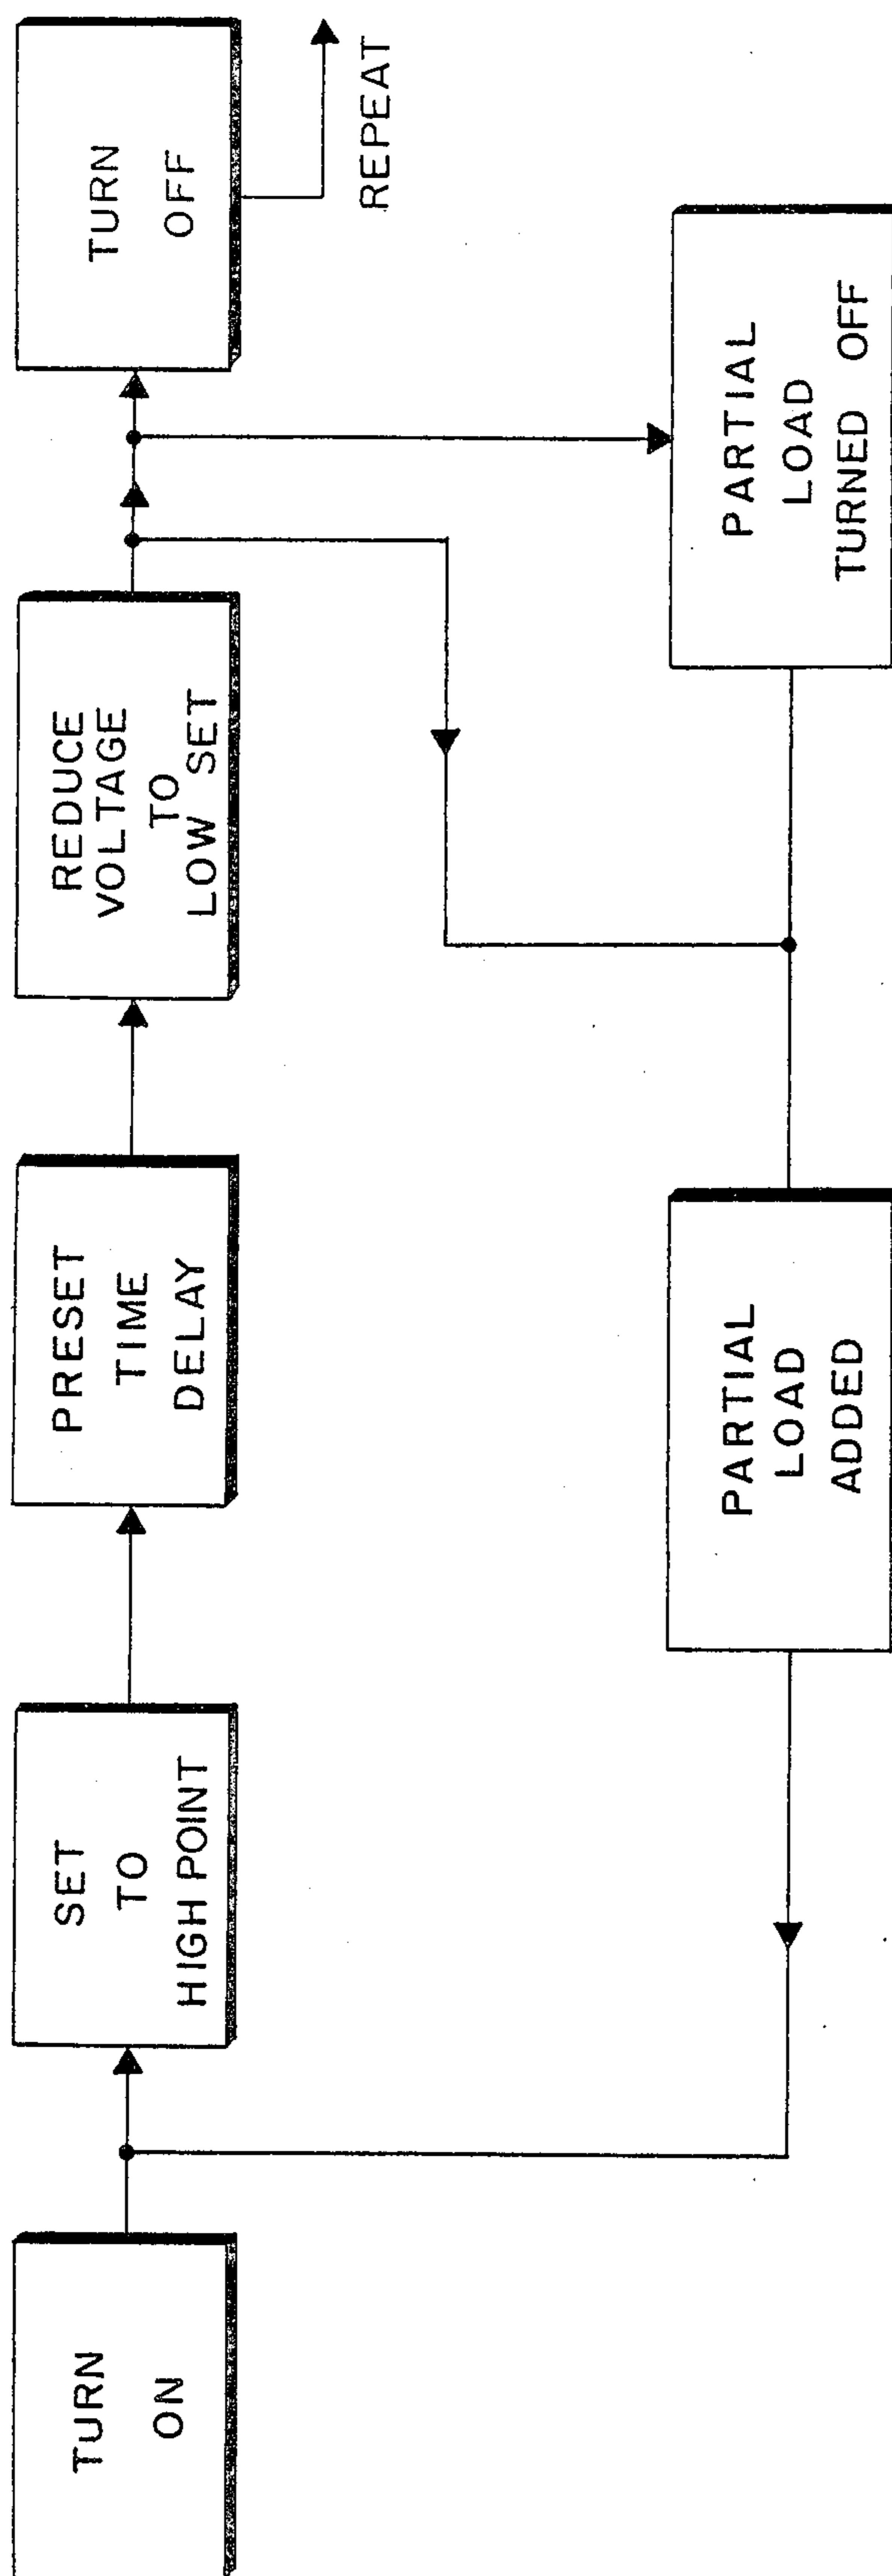 TURN
ON
SET
TO
HIGH POINT
PRESET
TIME
DELAY
REDUCE
VOLTAGE
TO
LOW SET
TURN
OFF
REPEAT
PARTIAL
LOAD
ADDED
PARTIAL
LOAD
TURNED OFF